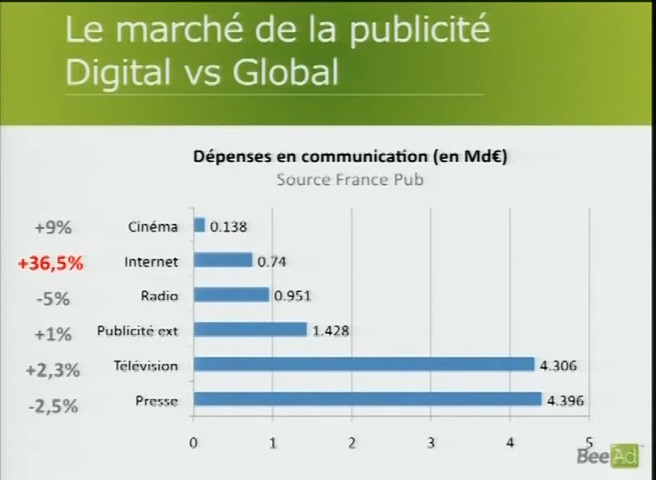 Le marché de la publicité
Digital vs Global
Dépenses en communication (en Md€)
Source France Pub
+9% Cinéma 0.138
+36,5% Internet 0.74
-5% Radio 0.951
+1% Publicité ext 1.428
+2,3% Télévision 4.306
-2,5% Presse 4.396
0 1 2 3 4 5
BeeAd